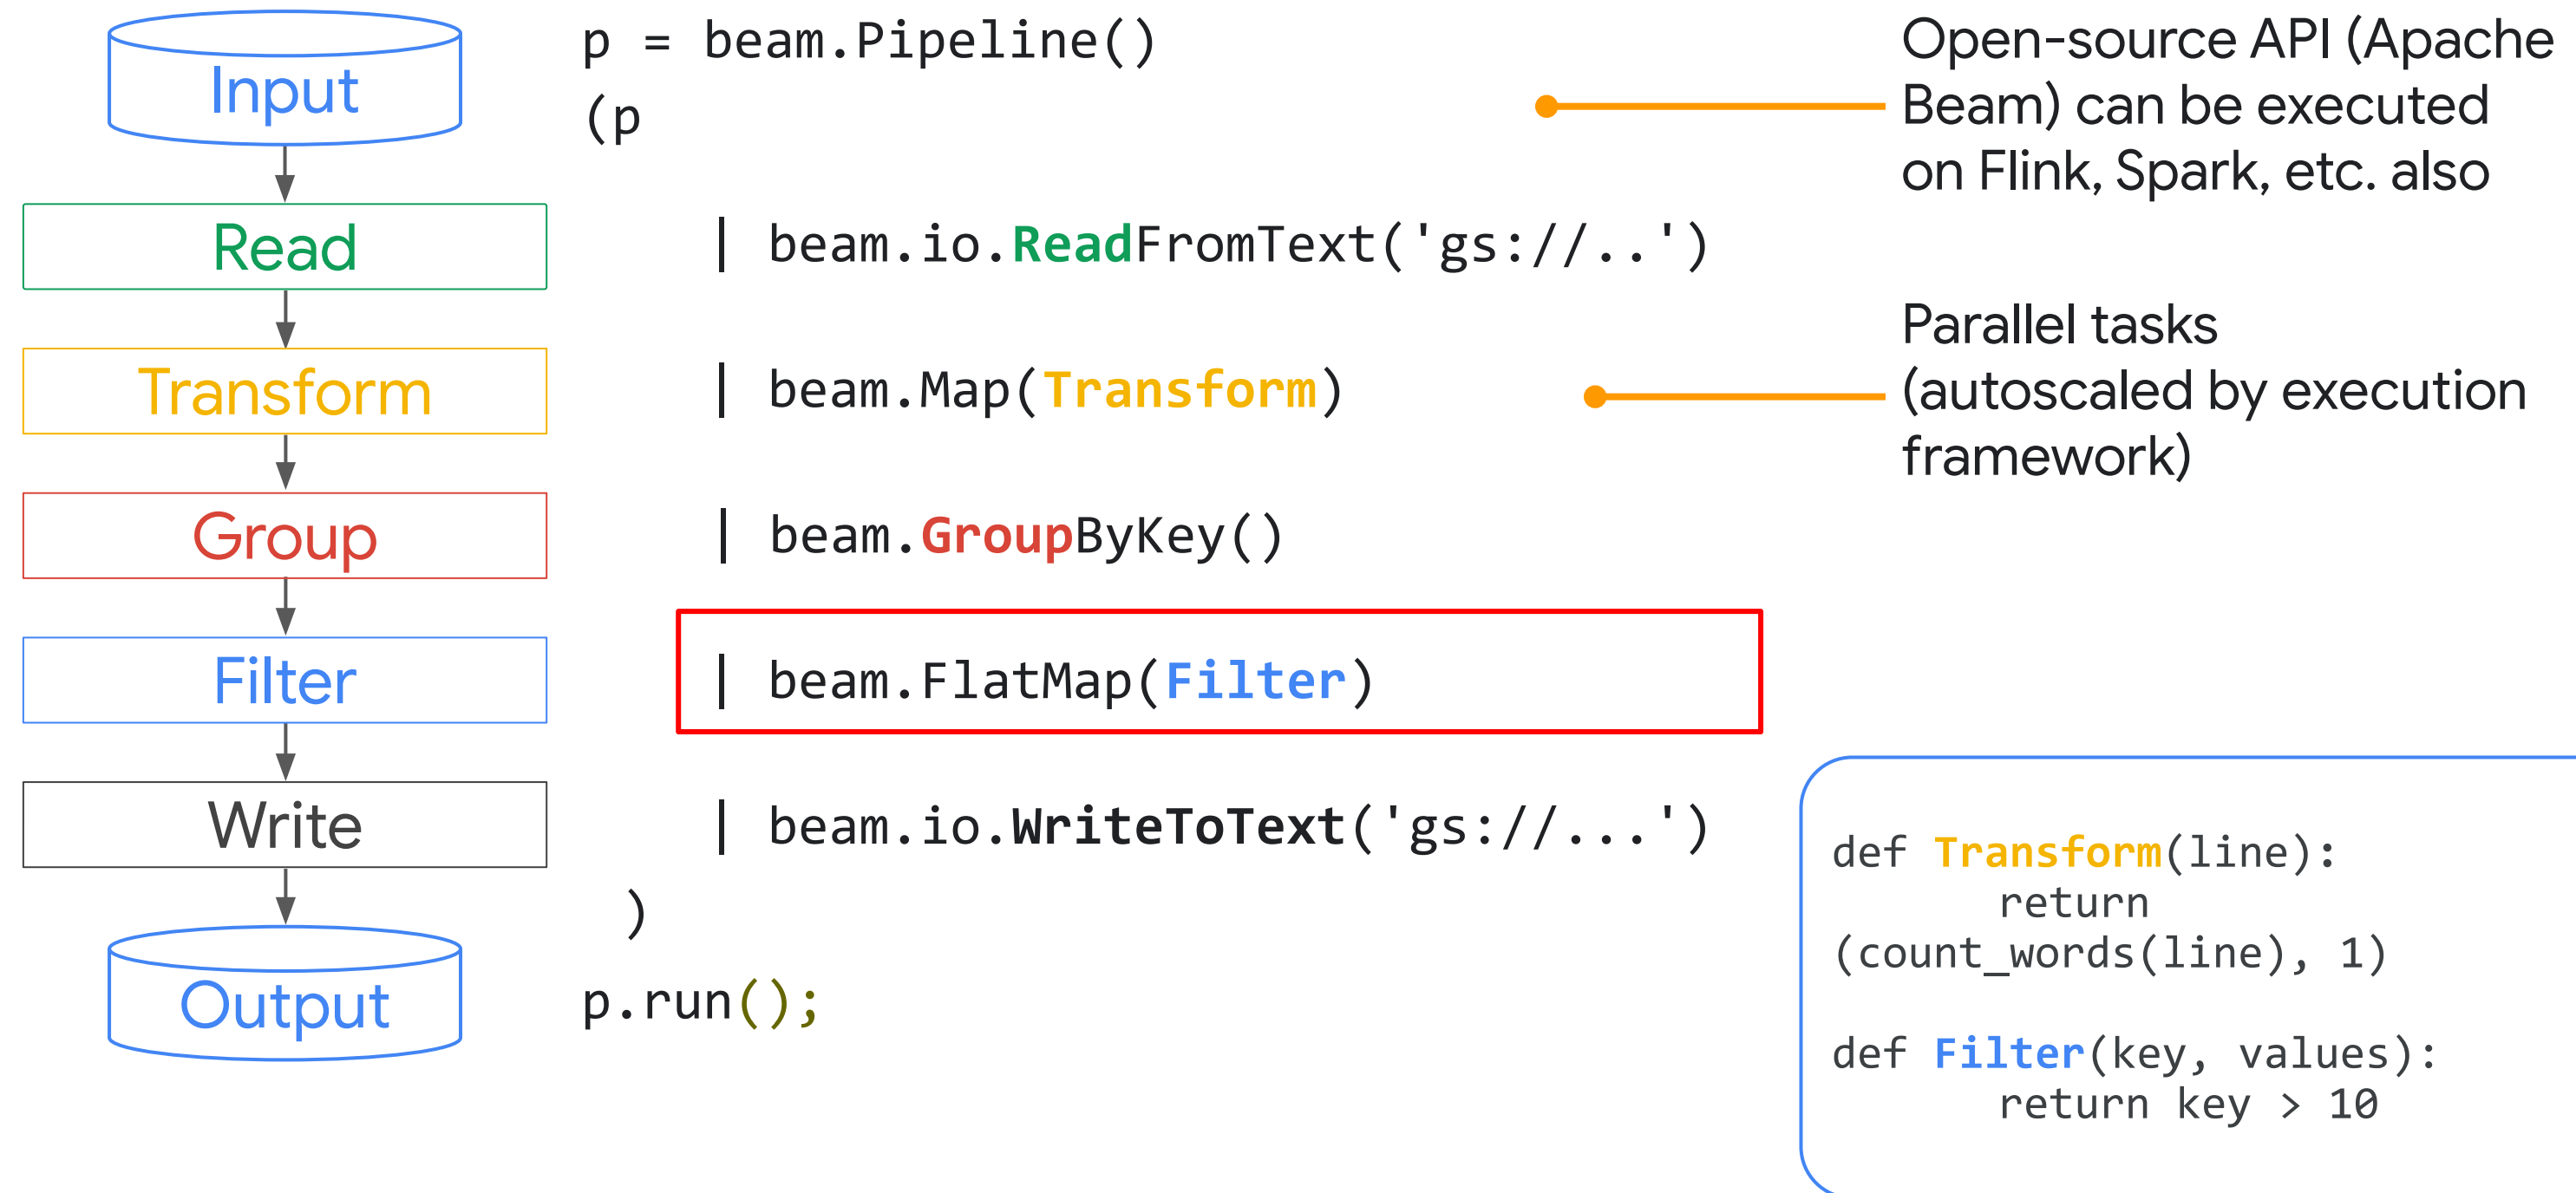 Input
Read
Transform
Group
Filter
Write
Output
p = beam.Pipeline()
(p
| beam.io.ReadFromText('gs://..')
| beam.Map(Transform)
| beam.GroupByKey()
| beam.FlatMap(Filter)
| beam.io.WriteToText('gs://...')
)
p.run();
Open-source API (Apache
Beam) can be executed
on Flink, Spark, etc. also
Parallel tasks
(autoscaled by execution
framework)
def Transform(line):
return
(count_words(line), 1)
def Filter(key, values):
return key > 10